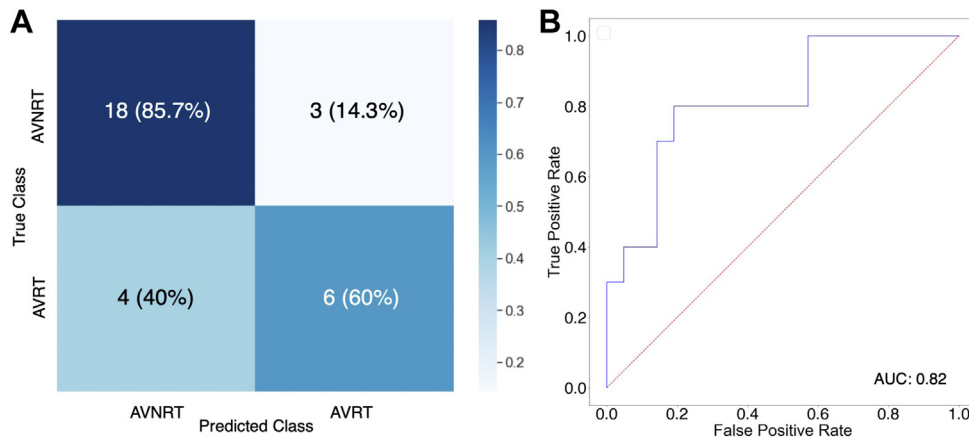 A
True Class
AVNRT
AVRT
18 (85.7%)
3 (14.3%)
4 (40%)
6 (60%)
AVNRT
AVRT
Predicted Class
0.8
0.7
0.6
0.5
0.4
0.3
0.2
B
True Positive Rate
1.0
0.8
0.6
0.4
0.2
0.0
AUC: 0.82
0.0
0.2
0.4
0.6
0.8
1.0
False Positive Rate